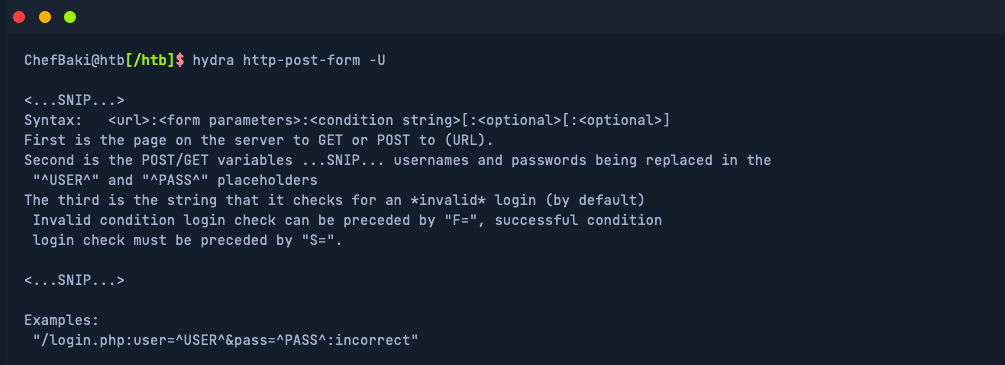 ChefBaki@htb[/htb]$ hydra http-post-form -U
<...SNIP...>
Syntax:   <url>:<form parameters>:<condition string>[:<optional>[:<optional>]
First is the page on the server to GET or POST to (URL).
Second is the POST/GET variables ...SNIP... usernames and passwords being replaced in the
 "^USER^" and "^PASS^" placeholders
The third is the string that it checks for an *invalid* login (by default)
 Invalid condition login check can be preceded by "F=", successful condition
 login check must be preceded by "S=".
<...SNIP...>
Examples:
 "/login.php:user=^USER^&pass=^PASS^:incorrect"